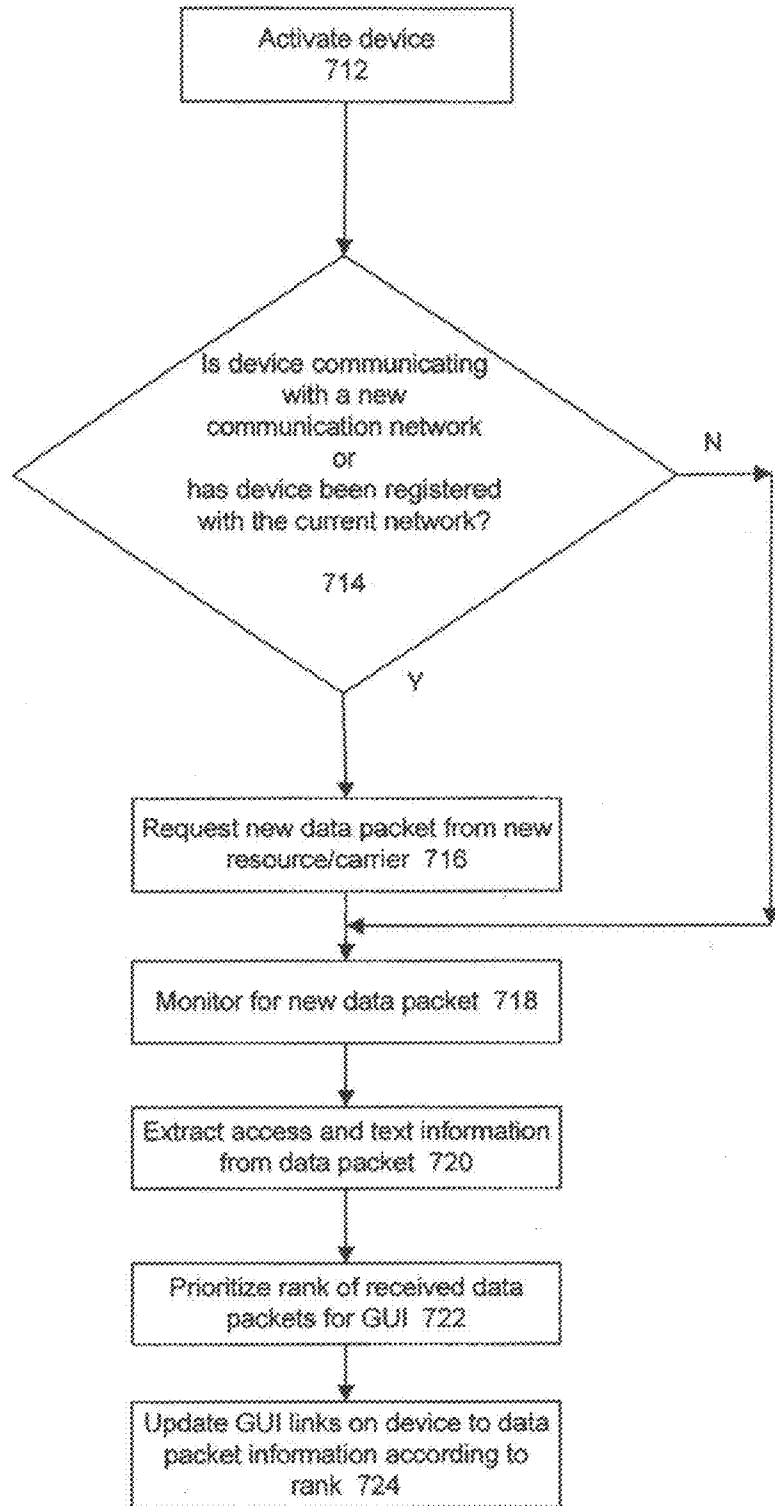 Activate device
712
Is device communicating
with a new
communication network
or
has device been registered
with the current network?
714
N
Y
Request new data packet from new
resource/carrier 716
Monitor for new data packet 718
Extract access and text information
from data packet 720
Prioritize rank of received data
packets for GUI 722
Update GUI links on device to data
packet information according to
rank 724